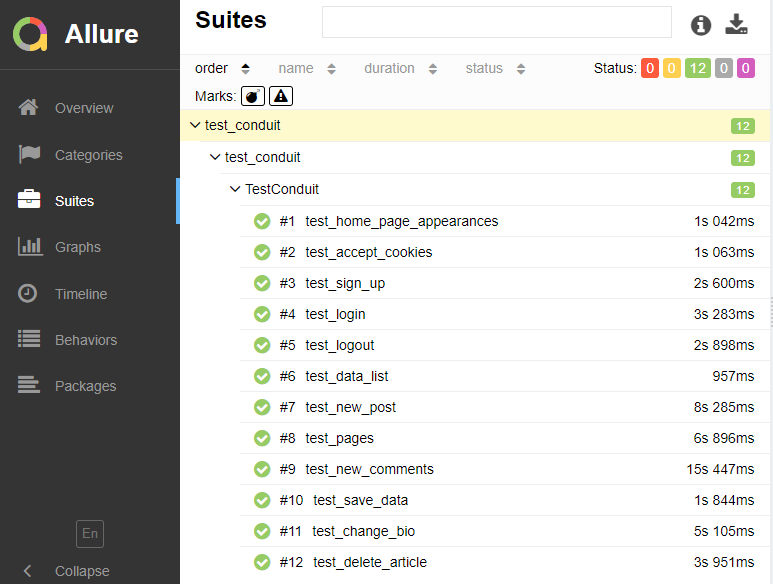 Allure
Overview
Categories
Suites
Graphs
Timeline
Behaviors
Packages
En
Collapse
Suites
order name duration status Status: 0 0 12 0 0
Marks:
test_conduit 12
test_conduit 12
TestConduit 12
#1 test_home_page_appearances 1s 042ms
#2 test_accept_cookies 1s 063ms
#3 test_sign_up 2s 600ms
#4 test_login 3s 283ms
#5 test_logout 2s 898ms
#6 test_data_list 957ms
#7 test_new_post 8s 285ms
#8 test_pages 6s 896ms
#9 test_new_comments 15s 447ms
#10 test_save_data 1s 844ms
#11 test_change_bio 5s 105ms
#12 test_delete_article 3s 951ms